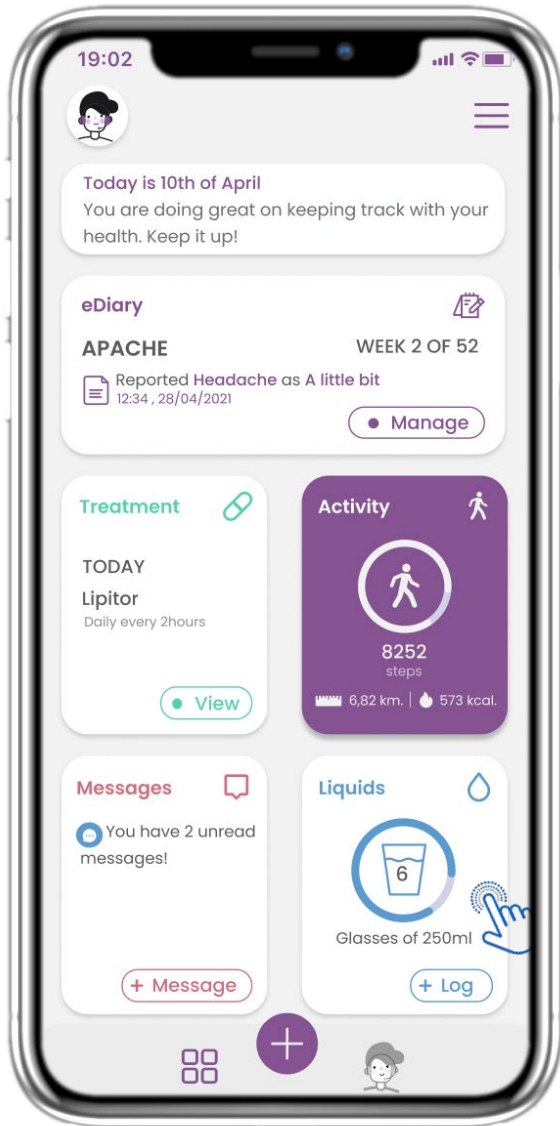 19:02
Today is 10th of April
You are doing great on keeping track with your
health. Keep it up!
eDiary
APACHE
WEEK 2 OF 52
Reported Headache as A little bit
12:34 , 28/04/2021
Manage
Treatment
TODAY
Lipitor
Daily every 2hours
View
Activity
8252
steps
6,82 km. 573 kcal.
Messages
You have 2 unread
messages!
+ Message
Liquids
6
Glasses of 250ml
+ Log